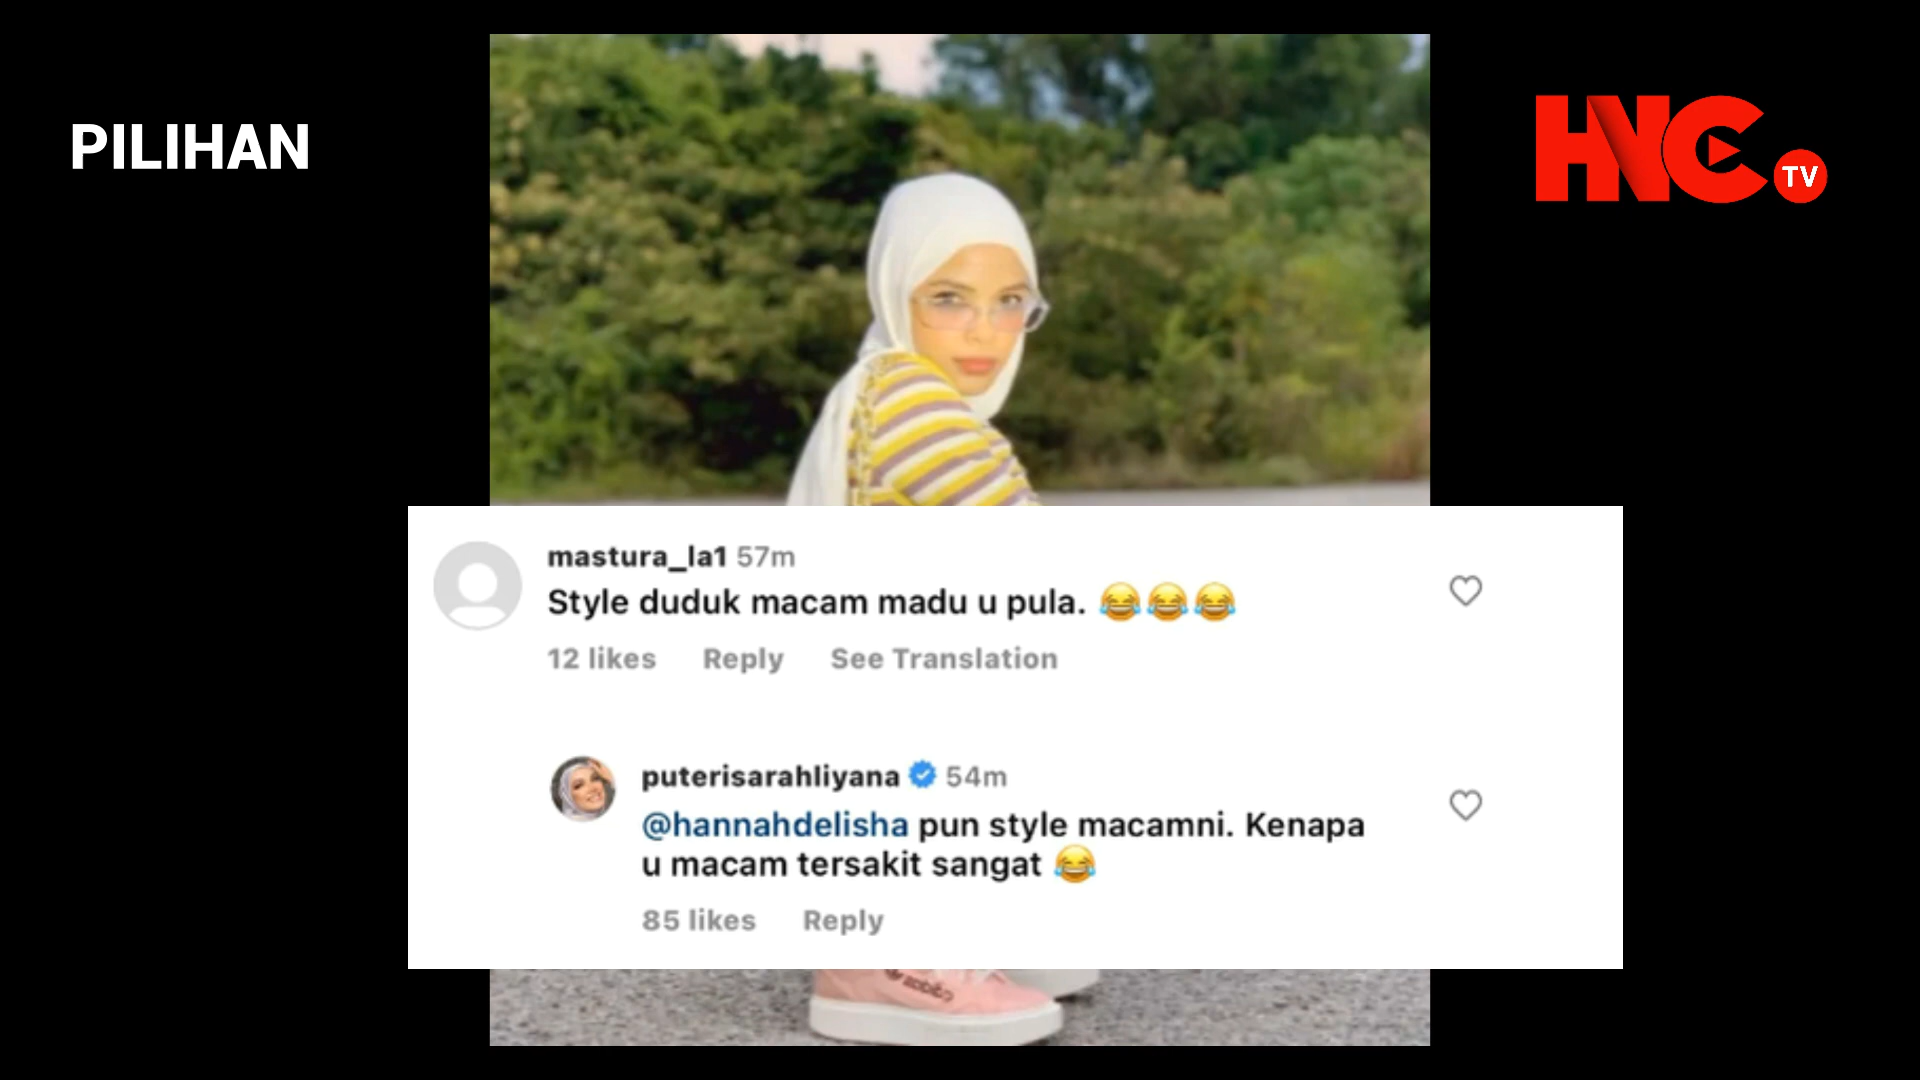 PILIHAN
HNC TV
mastura_la1 57m
Style duduk macam madu u pula. 😂😂😂
12 likes Reply See Translation
puterisarahliyana 54m
@hannahdelisha pun style macamni. Kenapa
u macam tersakit sangat 😂
85 likes Reply